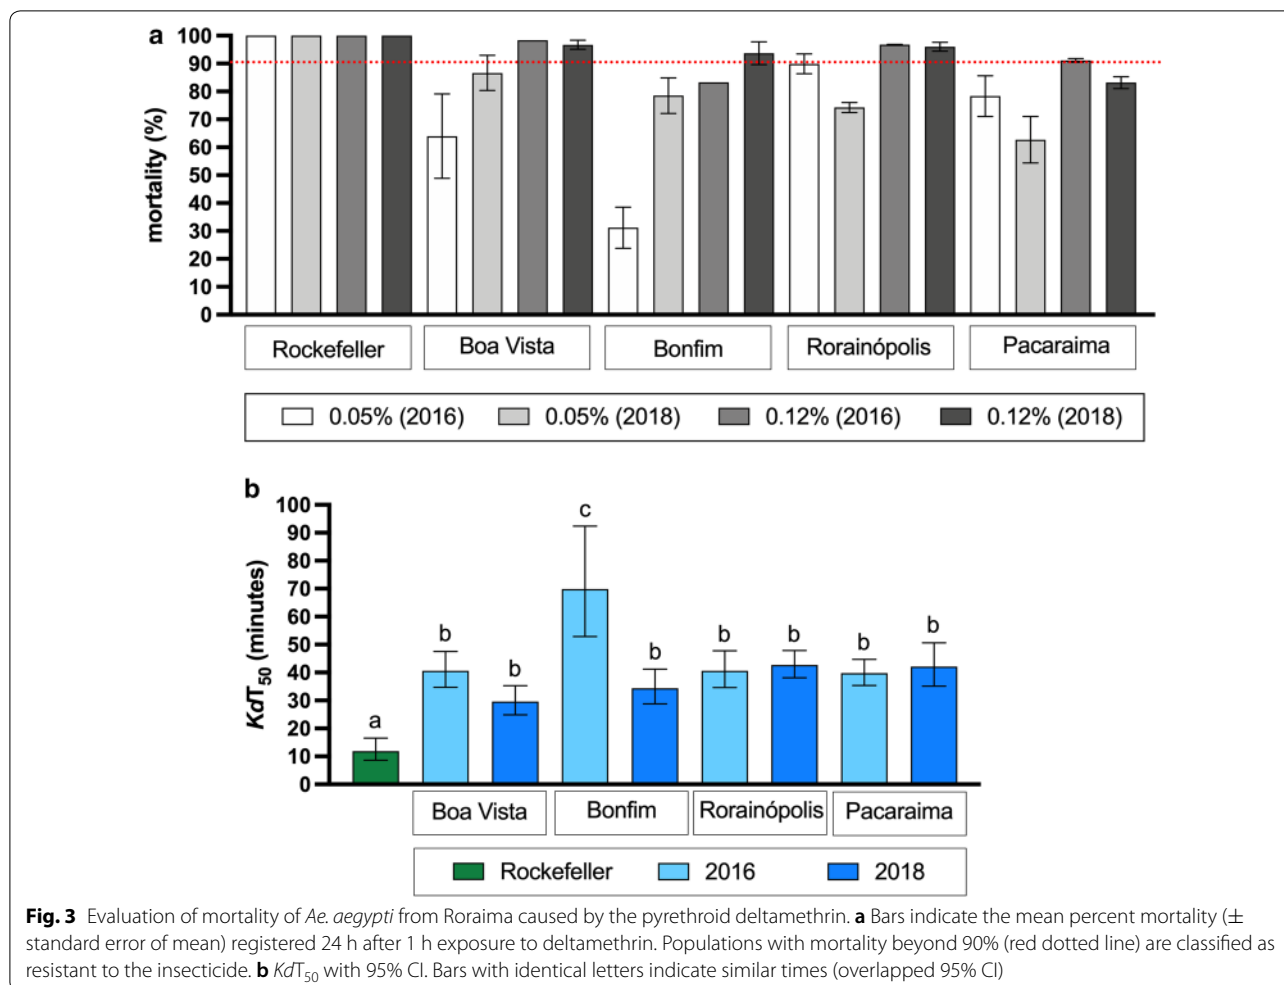 a
mortality (%)
100
90
80
70
60
50
40
30
20
10
0
Rockefeller Boa Vista Bonfim Rorainópolis Pacaraima
0.05% (2016) 0.05% (2018) 0.12% (2016) 0.12% (2018)
b
KdT50 (minutes)
100
90
80
70
60
50
40
30
20
10
0
a b b c b b b b b
Boa Vista Bonfim Rorainópolis Pacaraima
Rockefeller 2016 2018
Fig. 3 Evaluation of mortality of Ae. aegypti from Roraima caused by the pyrethroid deltamethrin. a Bars indicate the mean percent mortality (±
standard error of mean) registered 24 h after 1 h exposure to deltamethrin. Populations with mortality beyond 90% (red dotted line) are classified as
resistant to the insecticide. b KdT50 with 95% CI. Bars with identical letters indicate similar times (overlapped 95% CI)